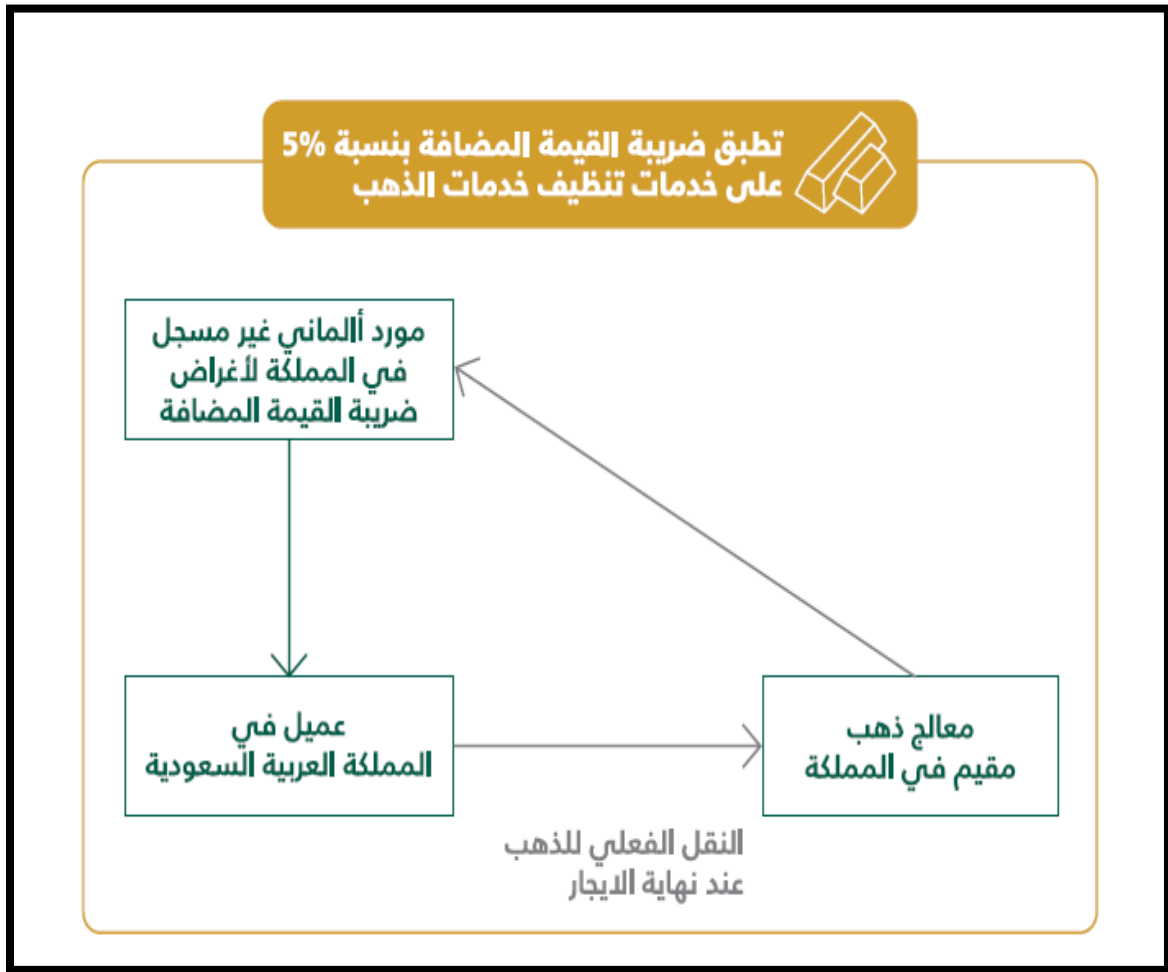 تطبق ضريبة القيمة المضافة بنسبة 5%
على خدمات تنظيف خدمات الذهب
مورد أالماني غير مسجل
في المملكة لأغراض
ضريبة القيمة المضافة
عميل في
المملكة العربية السعودية
معالج ذهب
مقيم في المملكة
النقل الفعلي للذهب
عند نهاية الايجار